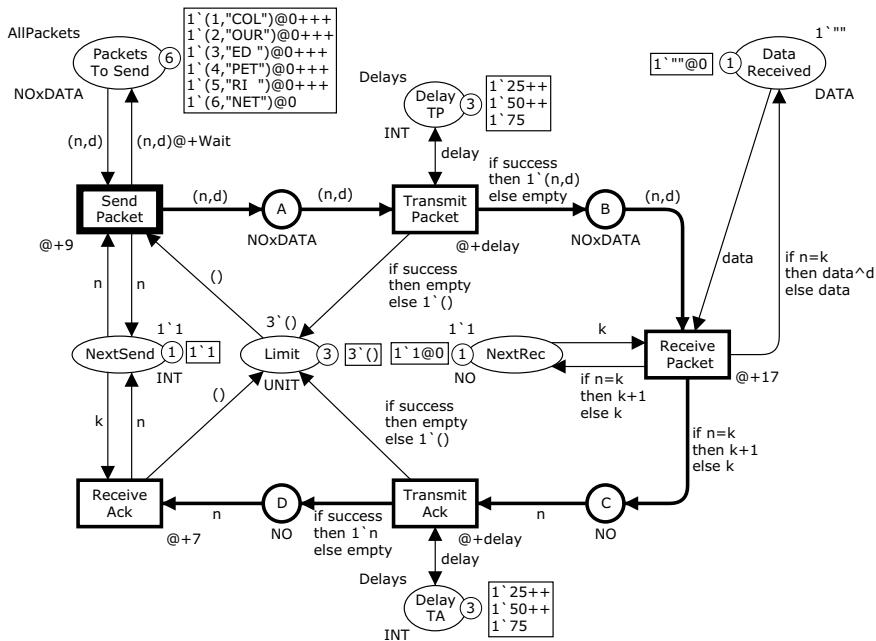 AllPackets
Packets
To Send
6
1`(1,"COL")@0+++
1`(2,"OUR")@0+++
1`(3,"ED ")@0+++
1`(4,"PET")@0+++
1`(5,"RI  ")@0+++
1`(6,"NET")@0
NOxDATA
(n,d)
(n,d)@+Wait
Delays
Delay
TP
3
1`25++
1`50++
1`75
INT
delay
1`""
1`""@0
1
Data
Received
DATA
Send
Packet
@+9
(n,d)
A
NOxDATA
(n,d)
Transmit
Packet
@+delay
if success
then 1`(n,d)
else empty
B
NOxDATA
(n,d)
data
if n=k
then data^d
else data
n
n
()
if success
then empty
else 1`()
1`1
NextSend
1
1`1
INT
3`()
Limit
3
3`()
UNIT
1`1
1`1@0
1
NextRec
NO
k
if n=k
then k+1
else k
Receive
Packet
@+17
k
n
()
if success
then empty
else 1`()
if n=k
then k+1
else k
Receive
Ack
@+7
n
D
NO
if success
then 1`n
else empty
Transmit
Ack
@+delay
n
C
NO
delay
Delays
Delay
TA
3
1`25++
1`50++
1`75
INT